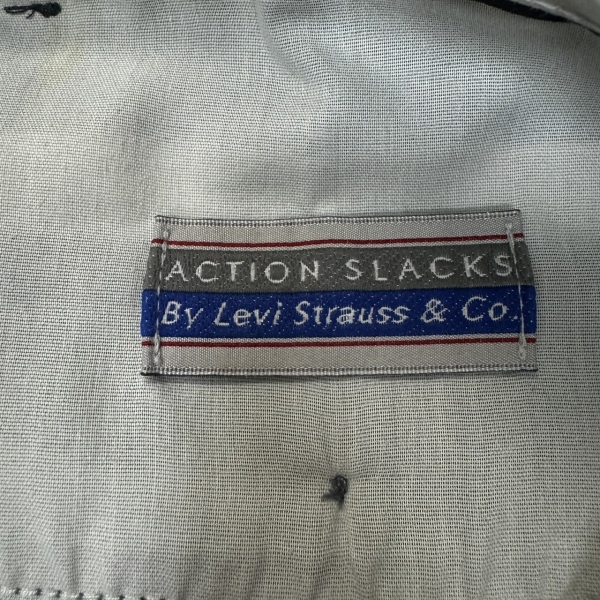 ACTION SLACKS
By Levi Strauss & Co.